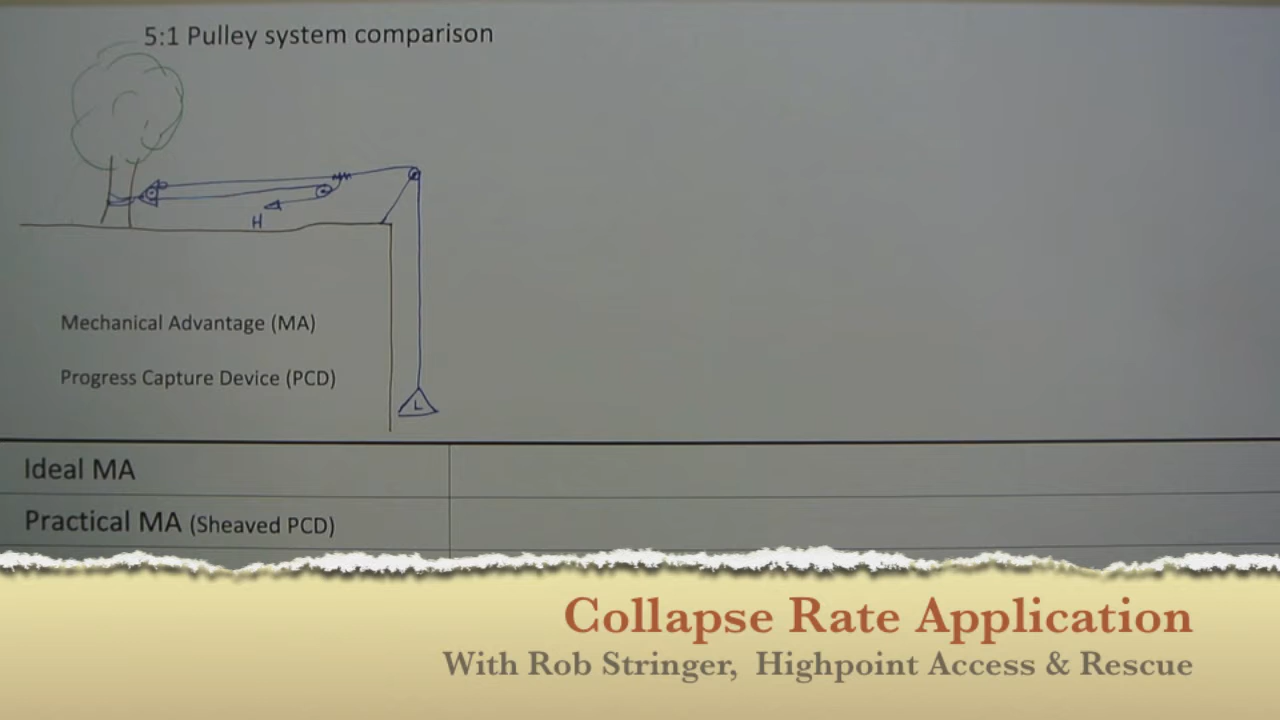 5:1 Pulley system comparison
H
Mechanical Advantage (MA)
Progress Capture Device (PCD)
L
Ideal MA
Practical MA (Sheaved PCD)
Collapse Rate Application
With Rob Stringer, Highpoint Access & Rescue